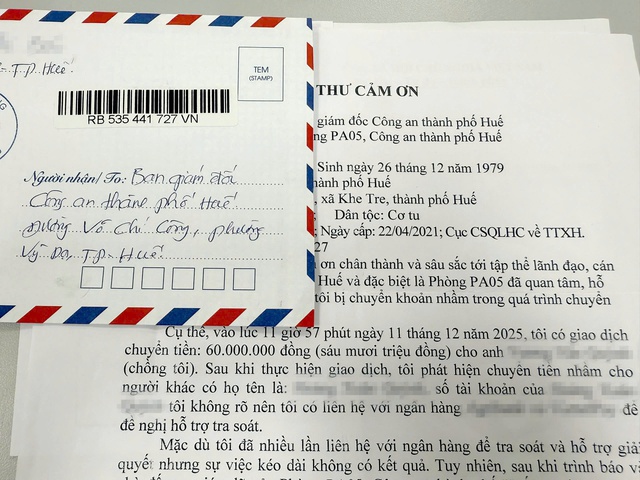 T.P. Huế
TEM
(STAMP)
RB 535 441 727 VN
Người nhận/ To: Ban giám đốc
Công an thành phố Huế
đường Võ Chí Công, phường
Vỹ Dạ, T.P. Huế.
THƯ CẢM ƠN
giám đốc Công an thành phố Huế
ng PA05, Công an thành phố Huế
Sinh ngày 26 tháng 12 năm 1979
hành phố Huế
, xã Khe Tre, thành phố Huế
Dân tộc: Cơ tu
; Ngày cấp: 22/04/2021; Cục CSQLHC về TTXH.
27
ơn chân thành và sâu sắc tới tập thể lãnh đạo, cán
Huế và đặc biệt là Phòng PA05 đã quan tâm, hỗ
tôi bị chuyển khoản nhầm trong quá trình chuyển
Cụ thể, vào lúc 11 giờ 57 phút ngày 11 tháng 12 năm 2025, tôi có giao dịch
chuyển tiền: 60.000.000 đồng (sáu mươi triệu đồng) cho anh
(chồng tôi). Sau khi thực hiện giao dịch, tôi phát hiện chuyển tiền nhầm cho
người khác có họ tên là: số tài khoản của
tôi không rõ nên tôi có liên hệ với ngân hàng để
đề nghị hỗ trợ tra soát.
Mặc dù tôi đã nhiều lần liên hệ với ngân hàng để tra soát và hỗ trợ giải
quyết nhưng sự việc kéo dài không có kết quả. Tuy nhiên, sau khi trình báo và